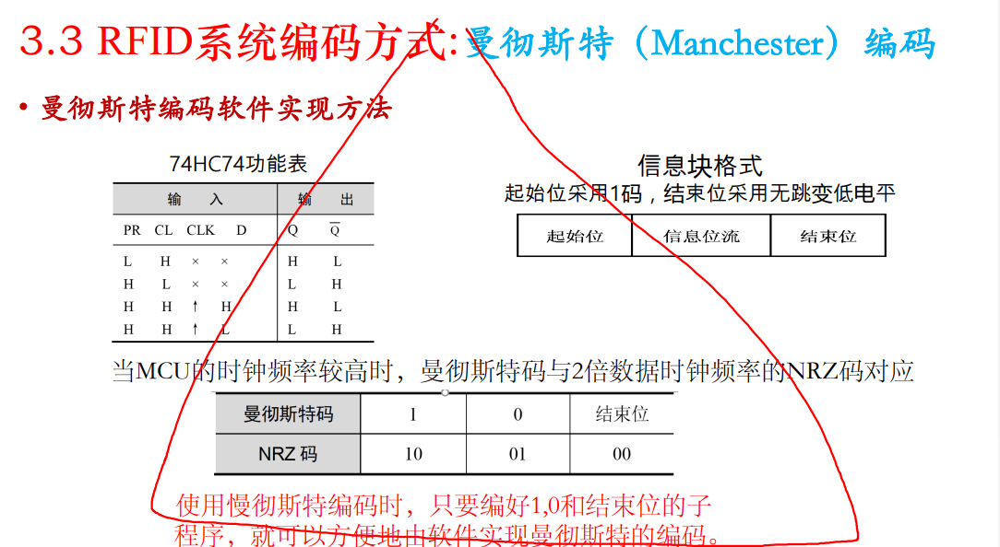 3.3 RFID系统编码方式:曼彻斯特（Manchester）编码
• 曼彻斯特编码软件实现方法
74HC74功能表
输 入 输 出
PR CL CLK D Q Q̅
L H × × H L
H L × × L H
H H ↑ H H L
H H ↑ L L H
信息块格式
起始位采用1码，结束位采用无跳变低电平
起始位 信息位流 结束位
当MCU的时钟频率较高时，曼彻斯特码与2倍数据时钟频率的NRZ码对应
曼彻斯特码 1 0 结束位
NRZ 码 10 01 00
使用慢彻斯特编码时，只要编好1,0和结束位的子
程序，就可以方便地由软件实现曼彻斯特的编码。